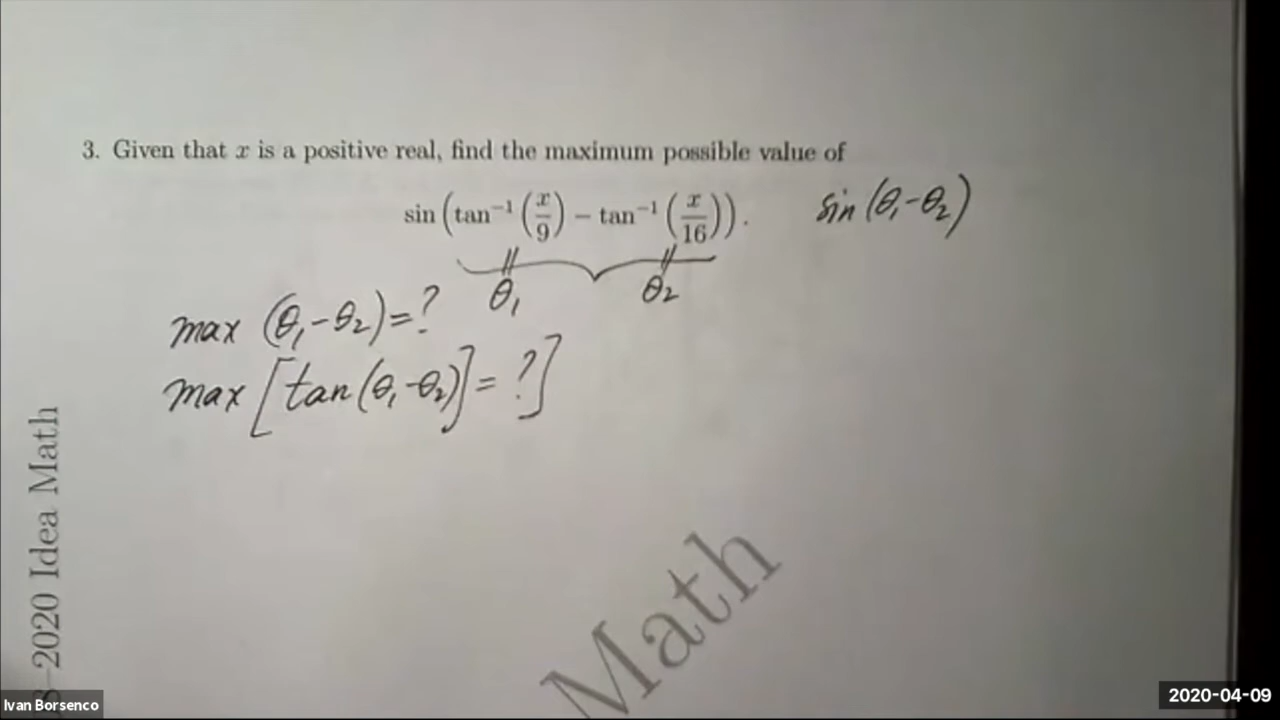 3. Given that x is a positive real, find the maximum possible value of
sin (tan⁻¹ (x/9) − tan⁻¹ (x/16)).
sin (θ₁-θ₂)
θ₁ θ₂
max (θ₁-θ₂)=?
max [tan(θ₁-θ₂)]= ?]
2020 Idea Math
Math
Ivan Borsenco
2020-04-09